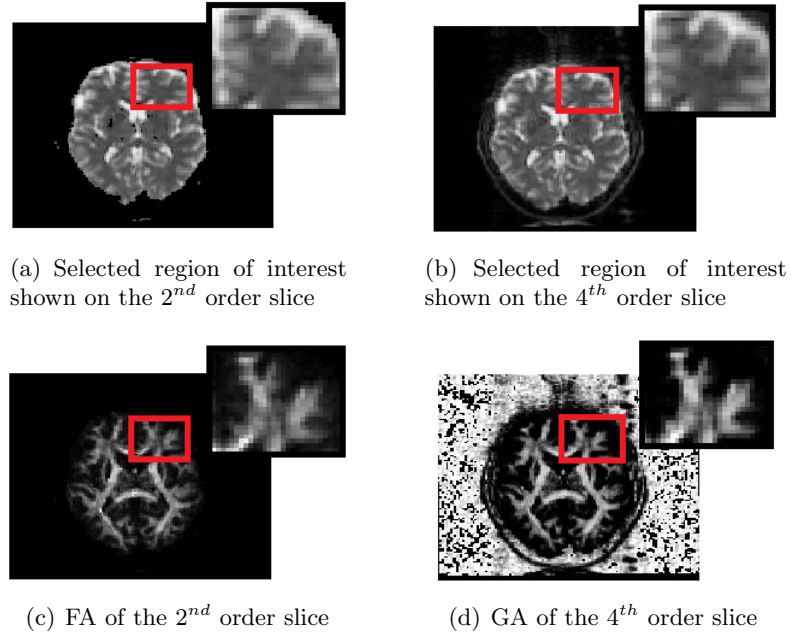 (a) Selected region of interest
shown on the 2nd order slice
(b) Selected region of interest
shown on the 4th order slice
(c) FA of the 2nd order slice
(d) GA of the 4th order slice